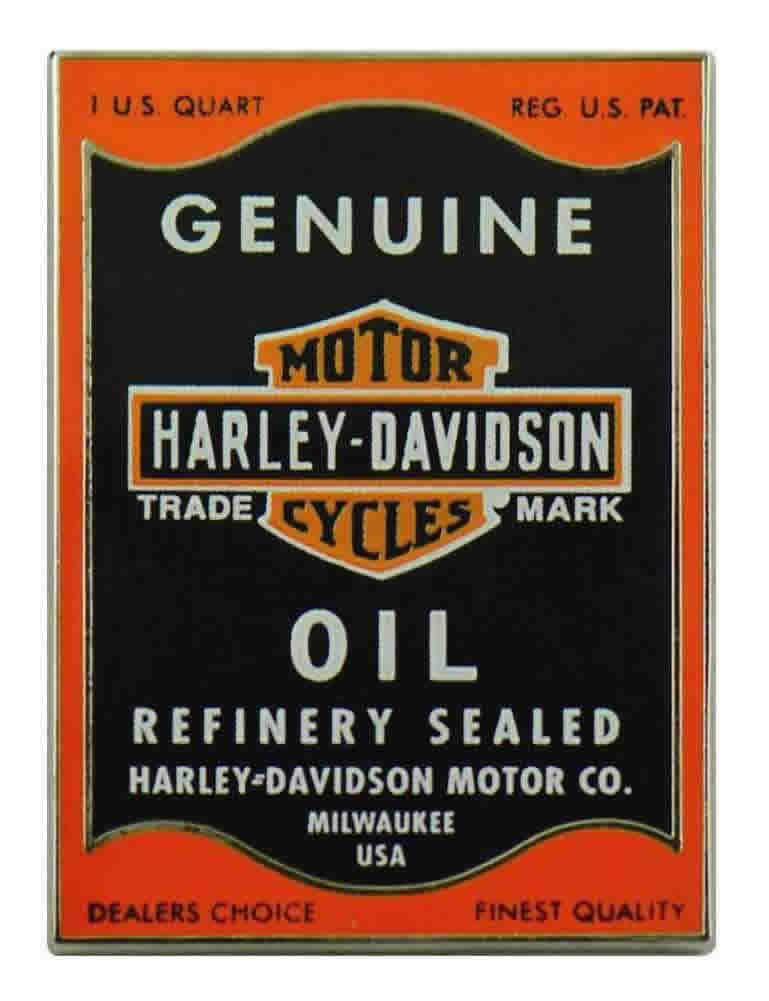 1 U.S. QUART REG. U.S. PAT.
GENUINE
MOTOR
HARLEY-DAVIDSON
TRADE CYCLES MARK
OIL
REFINERY SEALED
HARLEY-DAVIDSON MOTOR CO.
MILWAUKEE
USA
DEALERS CHOICE FINEST QUALITY